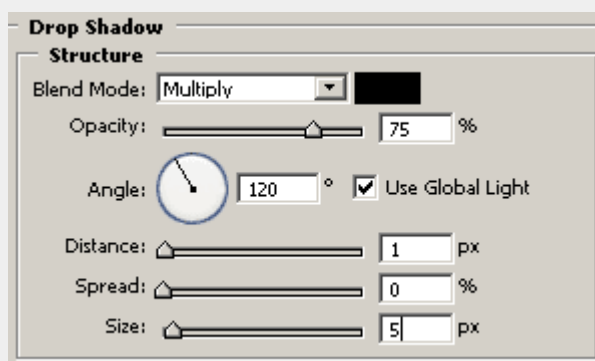 Drop Shadow
Structure
Blend Mode: Multiply
Opacity: 75 %
Angle: 120 ° Use Global Light
Distance: 1 px
Spread: 0 %
Size: 5 px